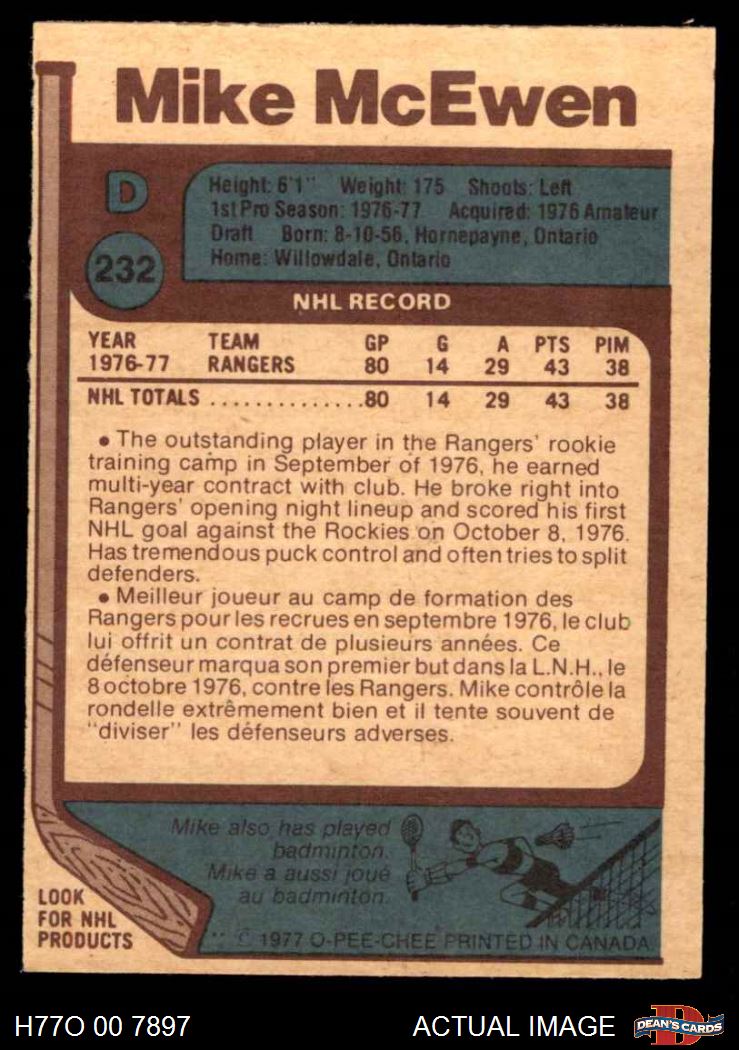 Mike McEwen
D
232
Height: 6'1" Weight: 175 Shoots: Left
1st Pro Season: 1976-77 Acquired: 1976 Amateur
Draft Born: 8-10-56, Hornepayne, Ontario
Home: Willowdale, Ontario
NHL RECORD
YEAR TEAM GP G A PTS PIM
1976-77 RANGERS 80 14 29 43 38
NHL TOTALS .............80 14 29 43 38
• The outstanding player in the Rangers' rookie
training camp in September of 1976, he earned
multi-year contract with club. He broke right into
Rangers' opening night lineup and scored his first
NHL goal against the Rockies on October 8, 1976.
Has tremendous puck control and often tries to split
defenders.
• Meilleur joueur au camp de formation des
Rangers pour les recrues en septembre 1976, le club
lui offrit un contrat de plusieurs années. Ce
défenseur marqua son premier but dans la L.N.H., le
8 octobre 1976, contre les Rangers. Mike contrôle la
rondelle extrêmement bien et il tente souvent de
"diviser" les défenseurs adverses.
Mike also has played
badminton.
Mike a aussi joué
au badminton.
LOOK
FOR NHL
PRODUCTS
** © 1977 O-PEE-CHEE PRINTED IN CANADA
H77O 00 7897
ACTUAL IMAGE
D
DEAN'S CARDS